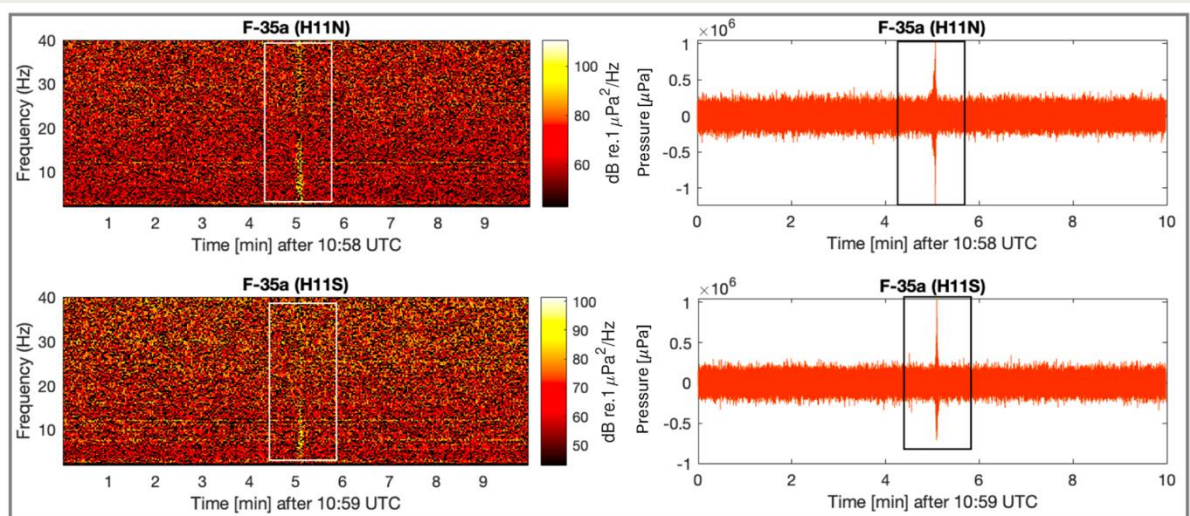 F-35a (H11N)
40
30
20
10
Frequency (Hz)
1 2 3 4 5 6 7 8 9
Time [min] after 10:58 UTC
100
80
60
dB re.1 μPa²/Hz
F-35a (H11N)
×10⁶
1
0.5
0
-0.5
-1
Pressure [μPa]
0 2 4 6 8 10
Time [min] after 10:58 UTC
F-35a (H11S)
40
30
20
10
Frequency (Hz)
1 2 3 4 5 6 7 8 9
Time [min] after 10:59 UTC
100
90
80
70
60
50
dB re.1 μPa²/Hz
F-35a (H11S)
×10⁶
1
0.5
0
-0.5
-1
Pressure [μPa]
0 2 4 6 8 10
Time [min] after 10:59 UTC